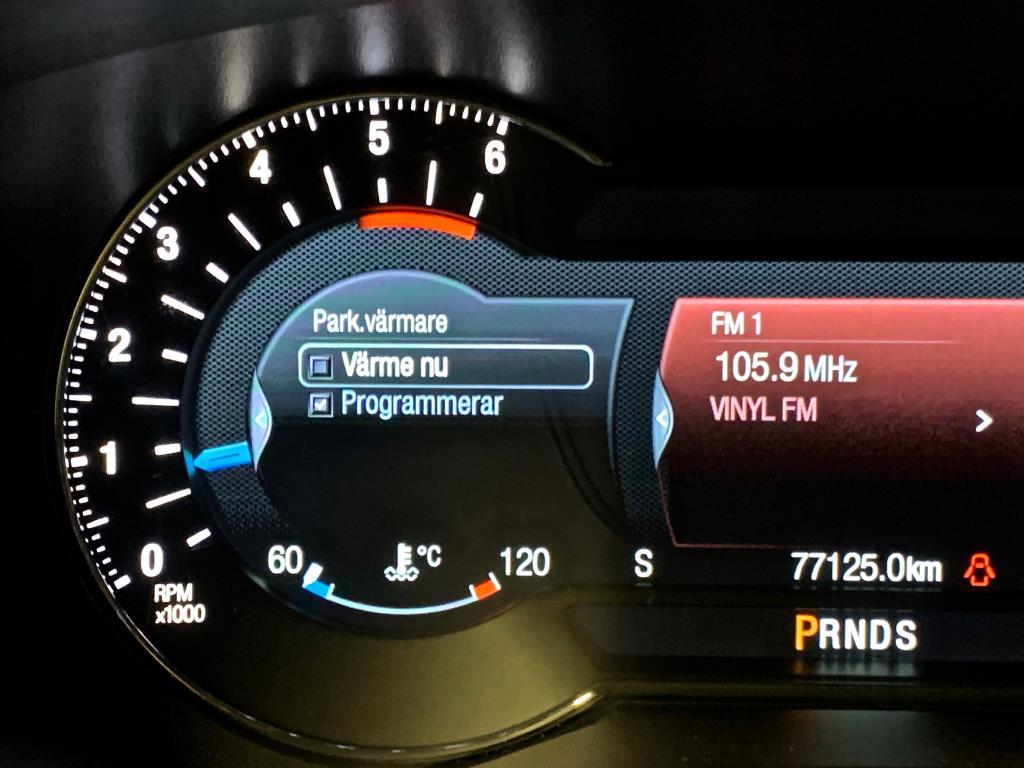 6
5
4
3
2
1
0
RPM
x1000
Park.värmare
Värme nu
Programmerar
60
°C
120
FM 1
105.9 MHz
VINYL FM
S
77125.0km
PRNDS